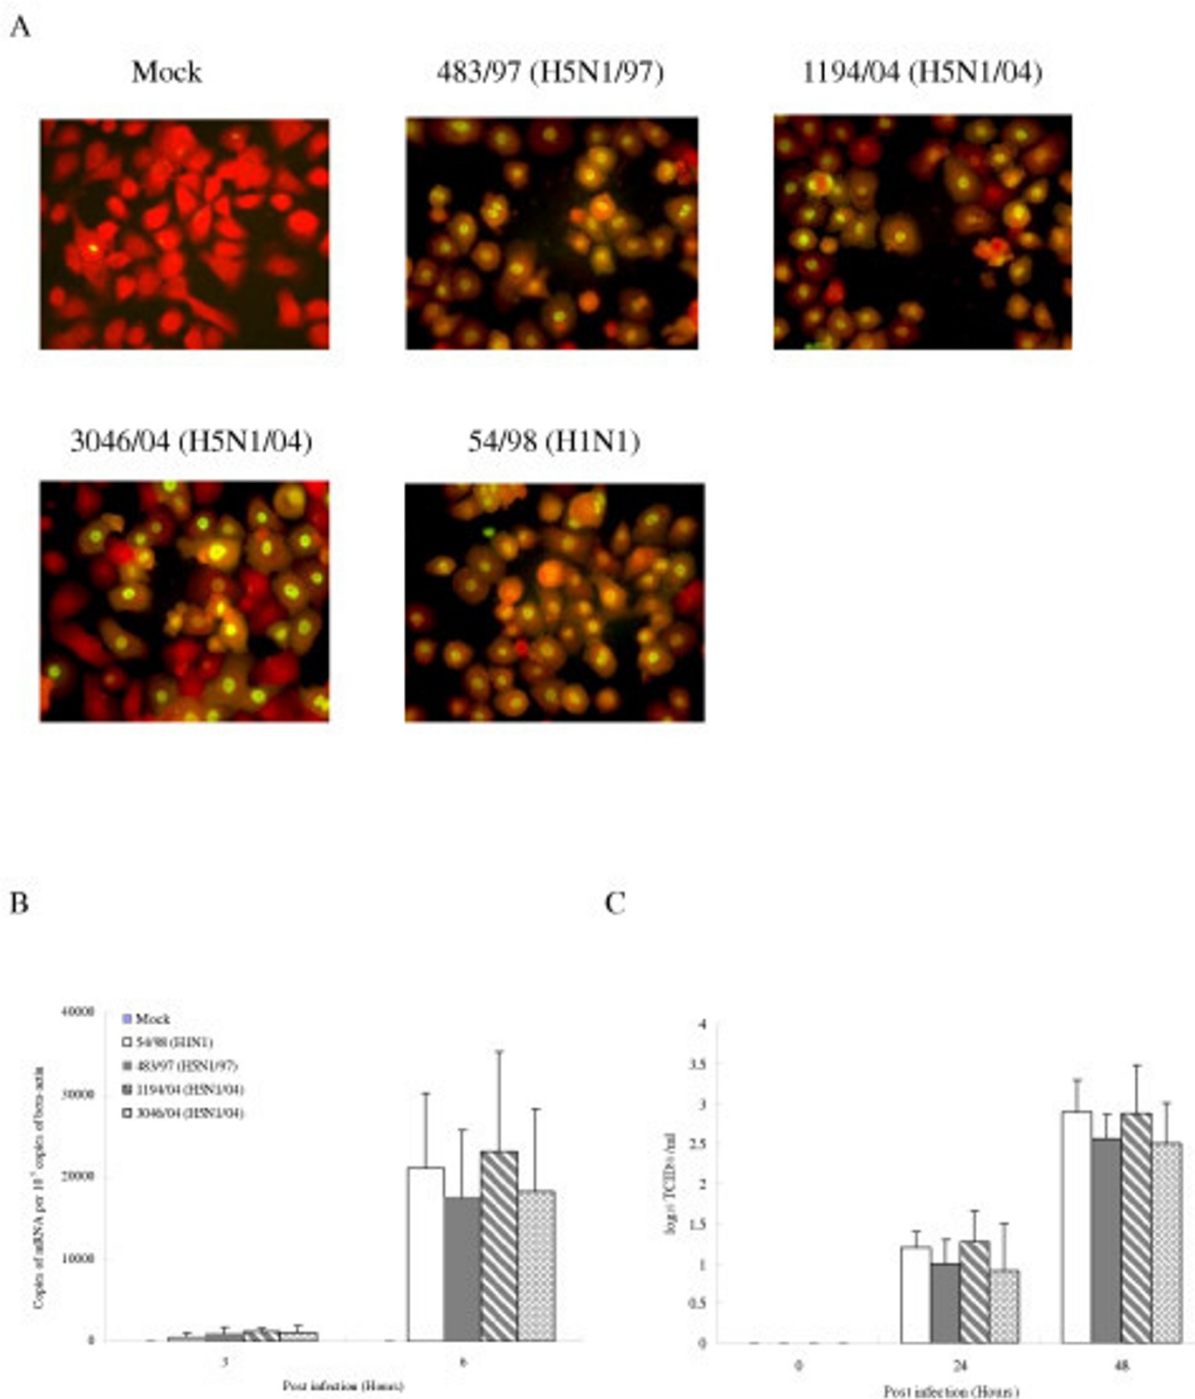 A
Mock
483/97 (H5N1/97)
1194/04 (H5N1/04)
3046/04 (H5N1/04)
54/98 (H1N1)
B
C
Copies of mRNA per 10⁵ copies of beta-actin
40000
30000
20000
10000
0
Mock
54/98 (H1N1)
483/97 (H5N1/97)
1194/04 (H5N1/04)
3046/04 (H5N1/04)
3
6
Post infection (Hours)
4
3.5
3
2.5
2
1.5
1
0.5
0
0
24
48
Post infection (Hours)